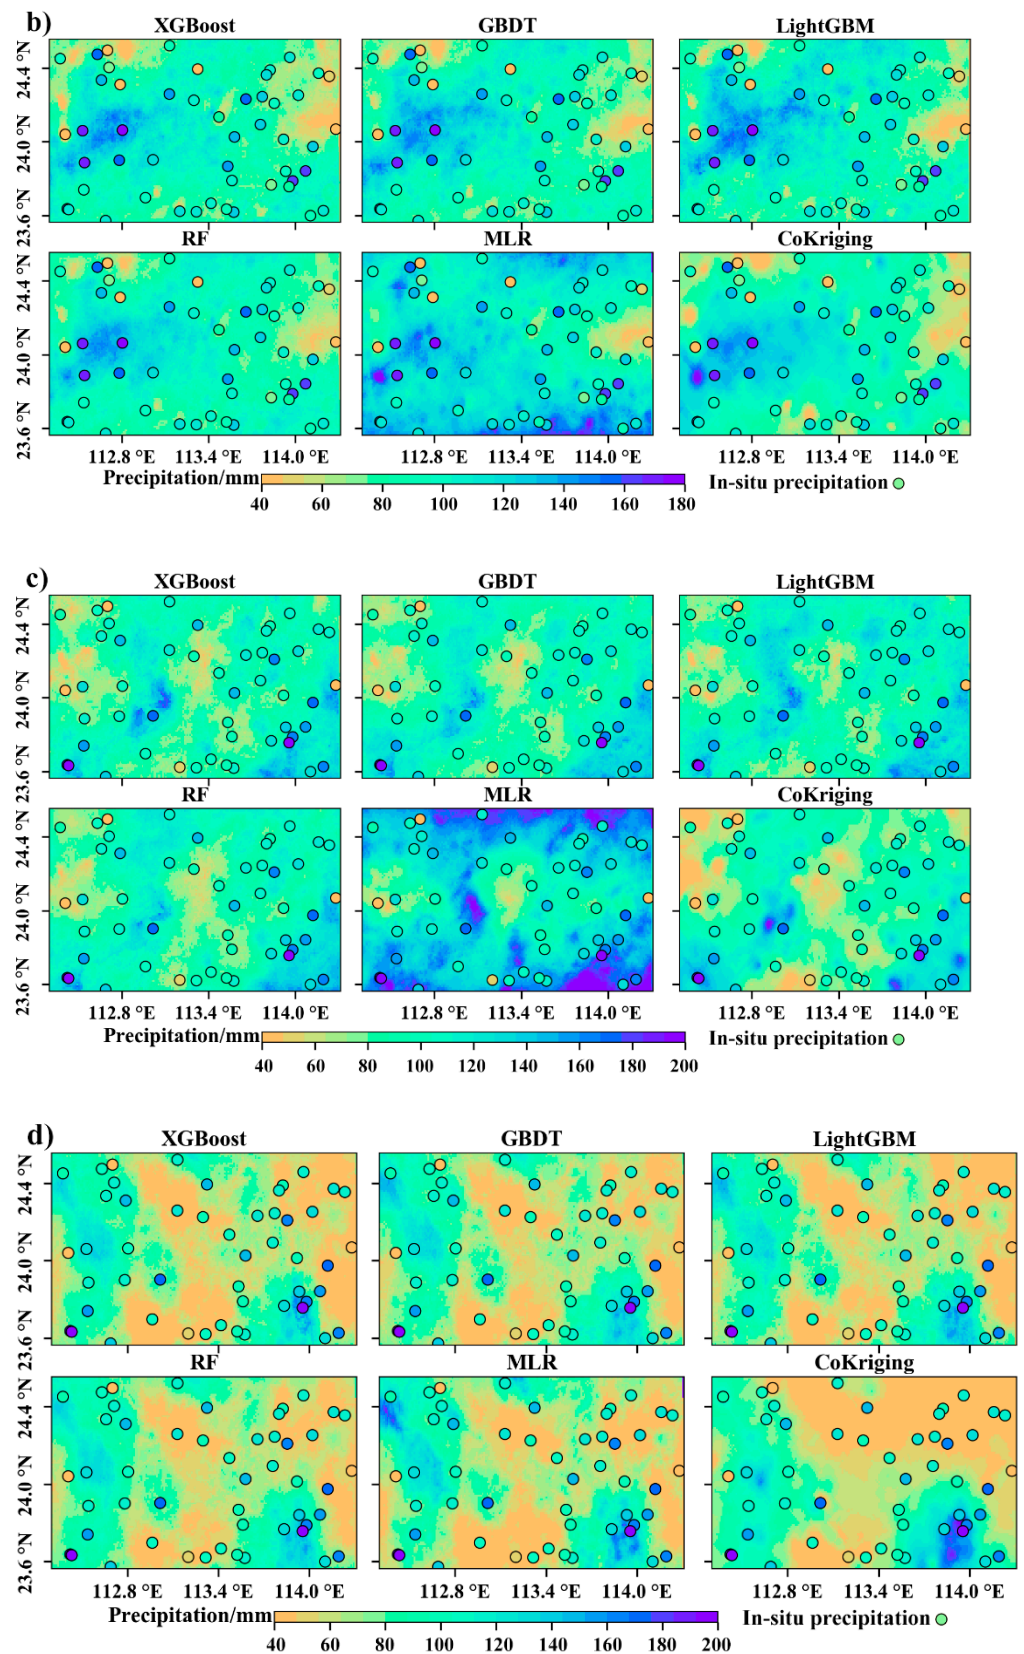 b)
XGBoost GBDT LightGBM
24.4 °N
24.0 °N
23.6 °N
RF MLR CoKriging
24.4 °N
24.0 °N
23.6 °N
112.8 °E 113.4 °E 114.0 °E 112.8 °E 113.4 °E 114.0 °E 112.8 °E 113.4 °E 114.0 °E
Precipitation/mm In-situ precipitation
40 60 80 100 120 140 160 180
c)
XGBoost GBDT LightGBM
24.4 °N
24.0 °N
23.6 °N
RF MLR CoKriging
24.4 °N
24.0 °N
23.6 °N
112.8 °E 113.4 °E 114.0 °E 112.8 °E 113.4 °E 114.0 °E 112.8 °E 113.4 °E 114.0 °E
Precipitation/mm In-situ precipitation
40 60 80 100 120 140 160 180 200
d)
XGBoost GBDT LightGBM
24.4 °N
24.0 °N
23.6 °N
RF MLR CoKriging
24.4 °N
24.0 °N
23.6 °N
112.8 °E 113.4 °E 114.0 °E 112.8 °E 113.4 °E 114.0 °E 112.8 °E 113.4 °E 114.0 °E
Precipitation/mm In-situ precipitation
40 60 80 100 120 140 160 180 200